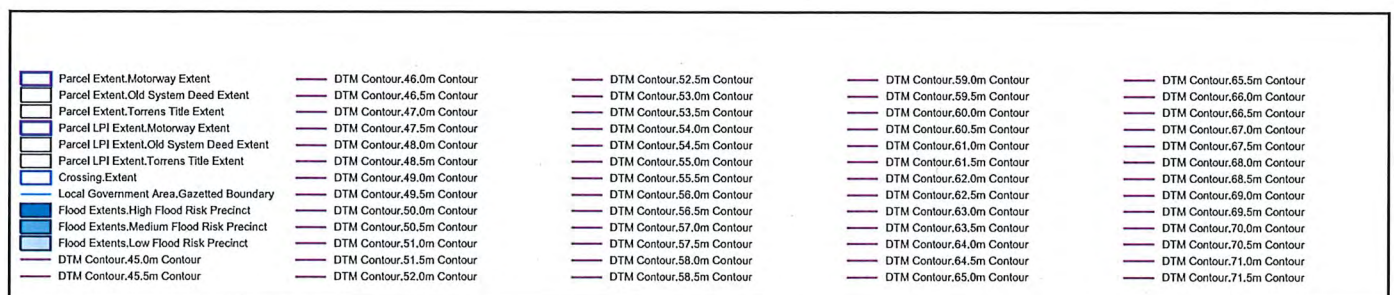 Parcel Extent.Motorway Extent
Parcel Extent.Old System Deed Extent
Parcel Extent.Torrens Title Extent
Parcel LPI Extent.Motorway Extent
Parcel LPI Extent.Old System Deed Extent
Parcel LPI Extent.Torrens Title Extent
Crossing.Extent
Local Government Area.Gazetted Boundary
Flood Extents.High Flood Risk Precinct
Flood Extents.Medium Flood Risk Precinct
Flood Extents.Low Flood Risk Precinct
DTM Contour.45.0m Contour
DTM Contour.45.5m Contour
DTM Contour.46.0m Contour
DTM Contour.46.5m Contour
DTM Contour.47.0m Contour
DTM Contour.47.5m Contour
DTM Contour.48.0m Contour
DTM Contour.48.5m Contour
DTM Contour.49.0m Contour
DTM Contour.49.5m Contour
DTM Contour.50.0m Contour
DTM Contour.50.5m Contour
DTM Contour.51.0m Contour
DTM Contour.51.5m Contour
DTM Contour.52.0m Contour
DTM Contour.52.5m Contour
DTM Contour.53.0m Contour
DTM Contour.53.5m Contour
DTM Contour.54.0m Contour
DTM Contour.54.5m Contour
DTM Contour.55.0m Contour
DTM Contour.55.5m Contour
DTM Contour.56.0m Contour
DTM Contour.56.5m Contour
DTM Contour.57.0m Contour
DTM Contour.57.5m Contour
DTM Contour.58.0m Contour
DTM Contour.58.5m Contour
DTM Contour.59.0m Contour
DTM Contour.59.5m Contour
DTM Contour.60.0m Contour
DTM Contour.60.5m Contour
DTM Contour.61.0m Contour
DTM Contour.61.5m Contour
DTM Contour.62.0m Contour
DTM Contour.62.5m Contour
DTM Contour.63.0m Contour
DTM Contour.63.5m Contour
DTM Contour.64.0m Contour
DTM Contour.64.5m Contour
DTM Contour.65.0m Contour
DTM Contour.65.5m Contour
DTM Contour.66.0m Contour
DTM Contour.66.5m Contour
DTM Contour.67.0m Contour
DTM Contour.67.5m Contour
DTM Contour.68.0m Contour
DTM Contour.68.5m Contour
DTM Contour.69.0m Contour
DTM Contour.69.5m Contour
DTM Contour.70.0m Contour
DTM Contour.70.5m Contour
DTM Contour.71.0m Contour
DTM Contour.71.5m Contour